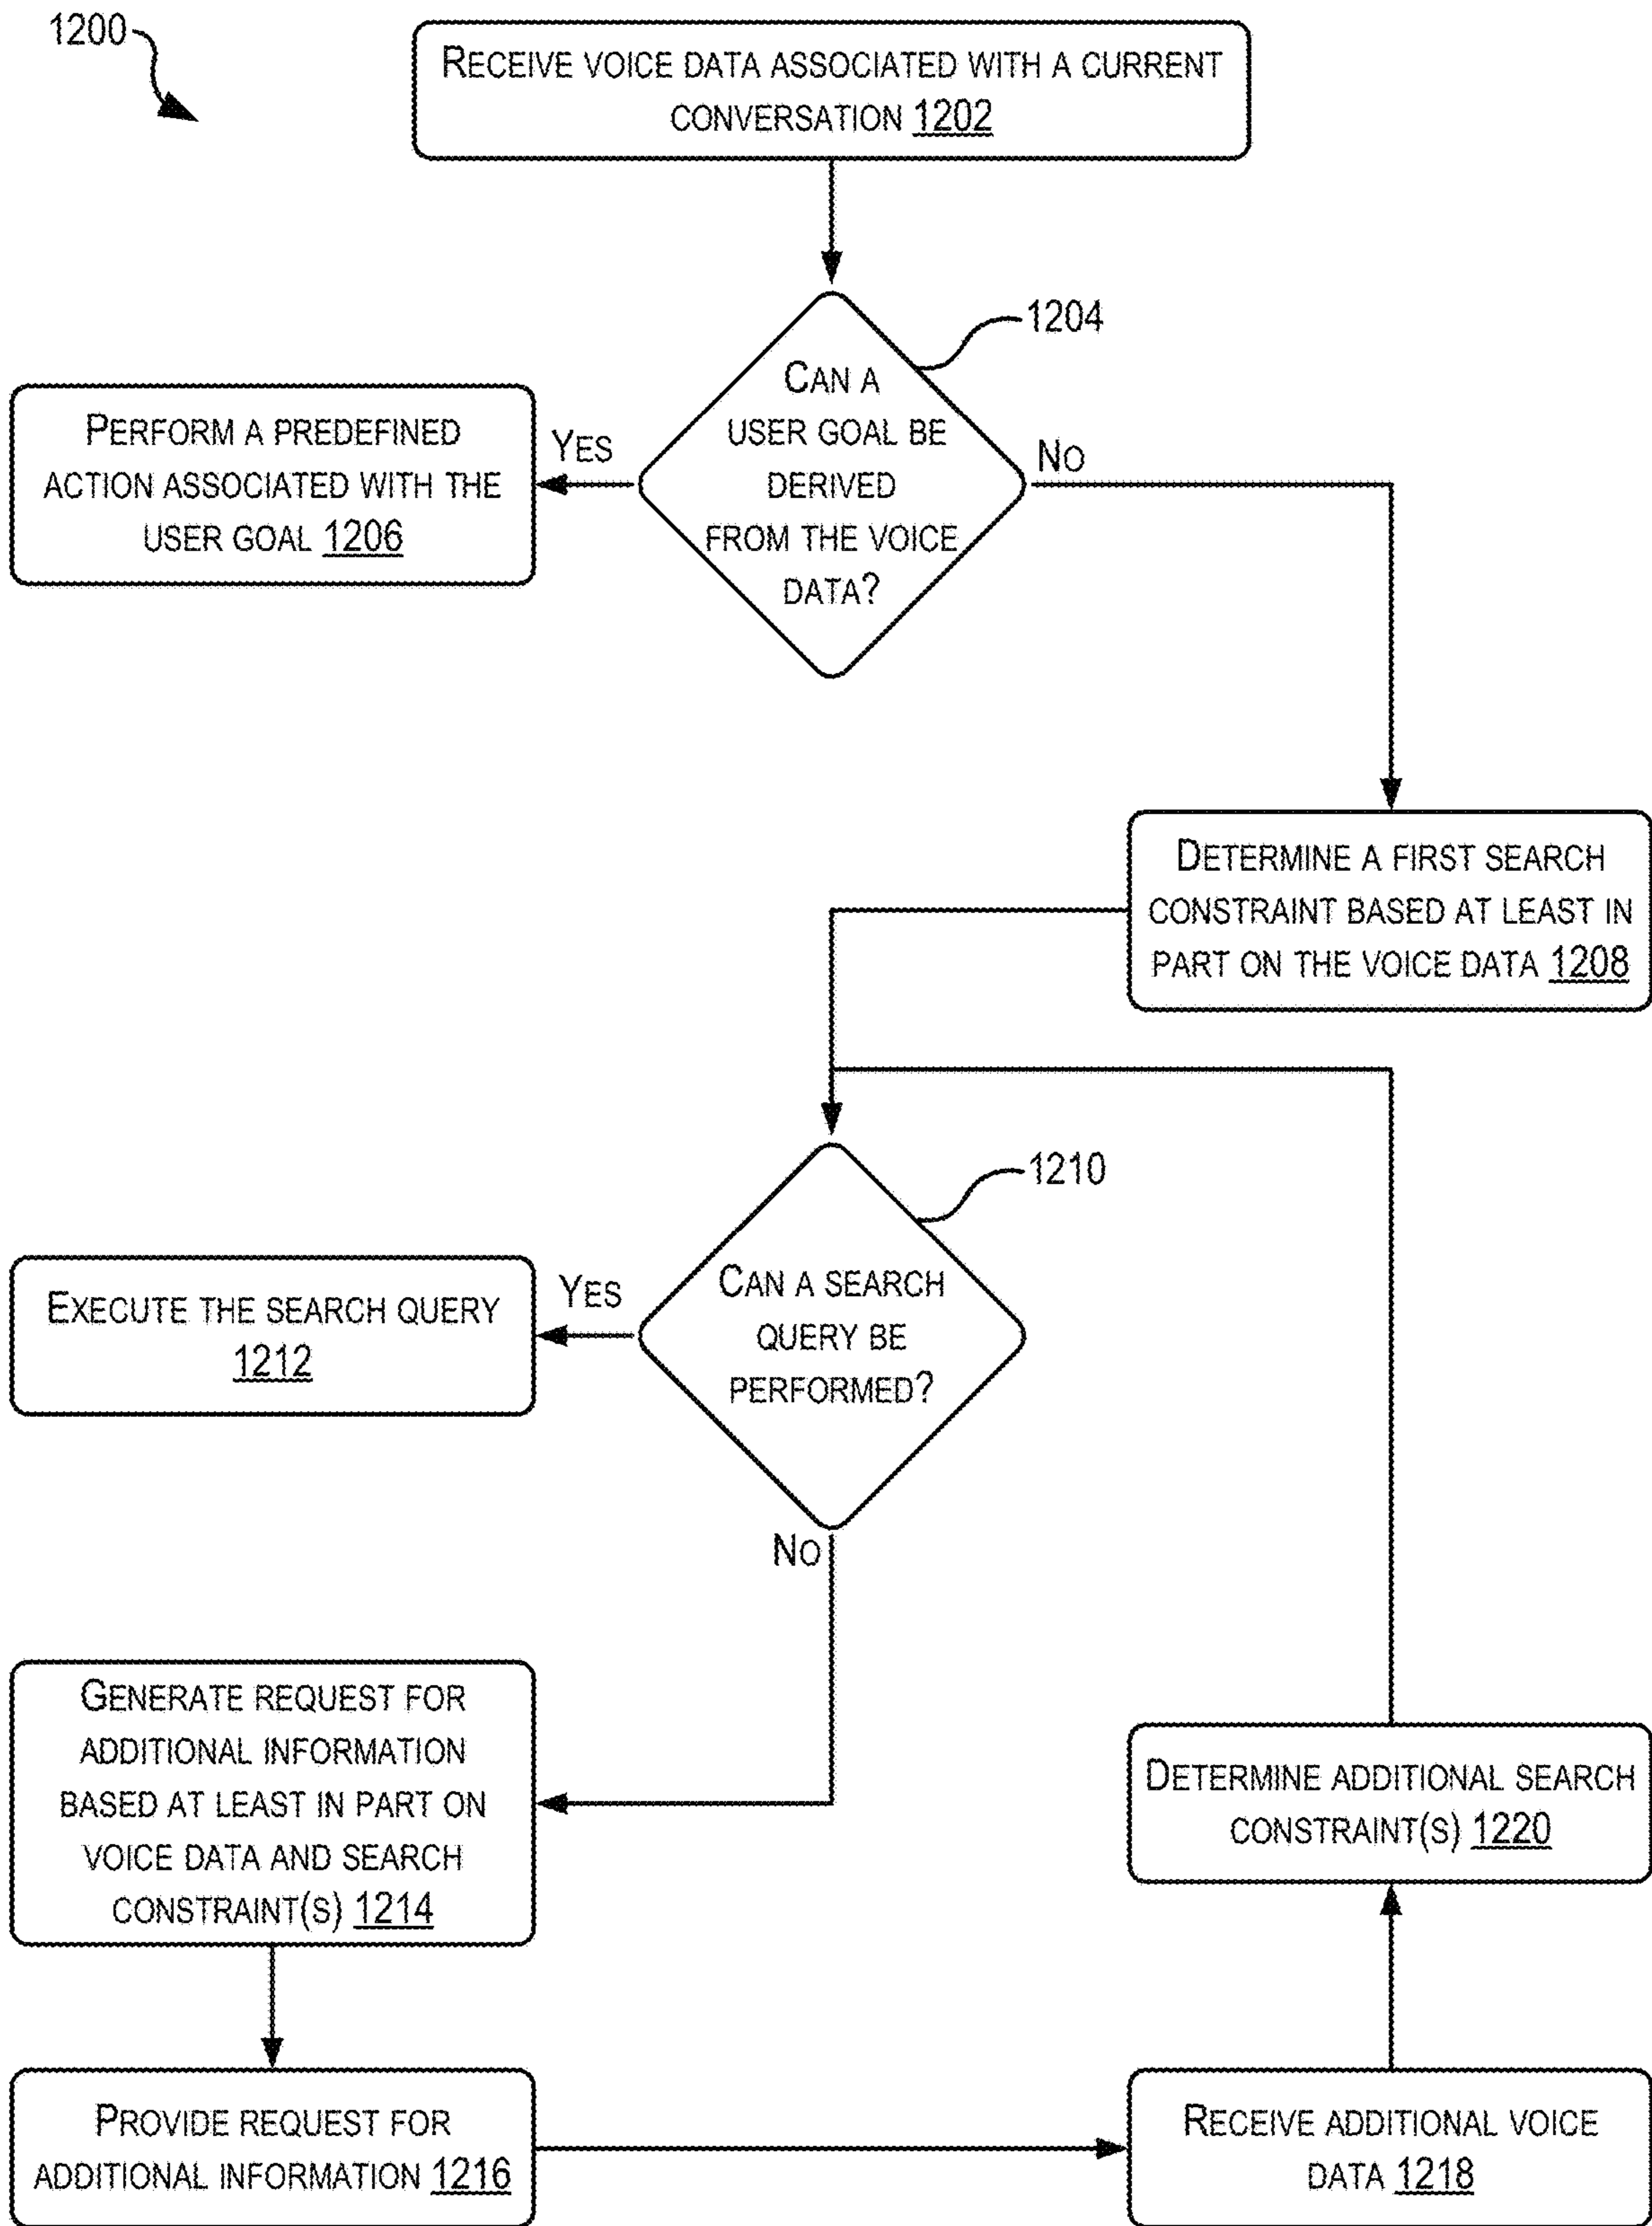 1200
RECEIVE VOICE DATA ASSOCIATED WITH A CURRENT
CONVERSATION 1202
1204
CAN A
USER GOAL BE
DERIVED
FROM THE VOICE
DATA?
YES
NO
PERFORM A PREDEFINED
ACTION ASSOCIATED WITH THE
USER GOAL 1206
DETERMINE A FIRST SEARCH
CONSTRAINT BASED AT LEAST IN
PART ON THE VOICE DATA 1208
1210
CAN A SEARCH
QUERY BE
PERFORMED?
YES
EXECUTE THE SEARCH QUERY
1212
NO
GENERATE REQUEST FOR
ADDITIONAL INFORMATION
BASED AT LEAST IN PART ON
VOICE DATA AND SEARCH
CONSTRAINT(S) 1214
DETERMINE ADDITIONAL SEARCH
CONSTRAINT(S) 1220
PROVIDE REQUEST FOR
ADDITIONAL INFORMATION 1216
RECEIVE ADDITIONAL VOICE
DATA 1218